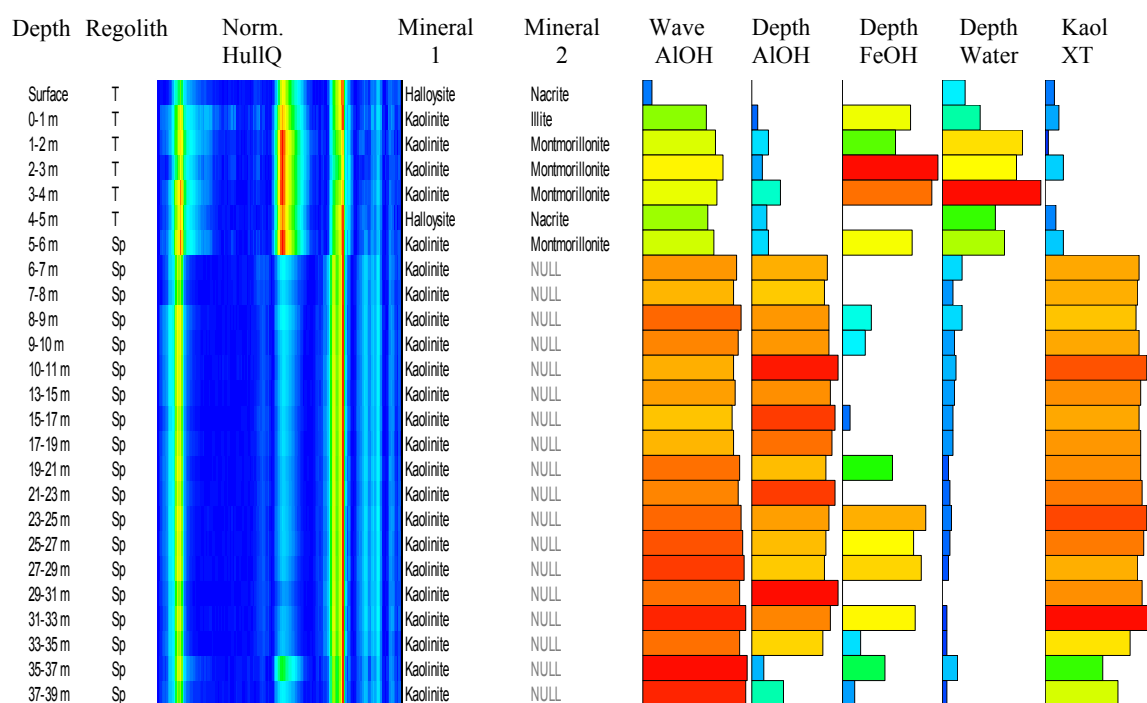 Depth Regolith Norm. HullQ Mineral 1 Mineral 2 Wave AlOH Depth AlOH Depth FeOH Depth Water Kaol XT
Surface T Halloysite Nacrite
0-1 m T Kaolinite Illite
1-2 m T Kaolinite Montmorillonite
2-3 m T Kaolinite Montmorillonite
3-4 m T Kaolinite Montmorillonite
4-5 m T Halloysite Nacrite
5-6 m Sp Kaolinite Montmorillonite
6-7 m Sp Kaolinite NULL
7-8 m Sp Kaolinite NULL
8-9 m Sp Kaolinite NULL
9-10 m Sp Kaolinite NULL
10-11 m Sp Kaolinite NULL
13-15 m Sp Kaolinite NULL
15-17 m Sp Kaolinite NULL
17-19 m Sp Kaolinite NULL
19-21 m Sp Kaolinite NULL
21-23 m Sp Kaolinite NULL
23-25 m Sp Kaolinite NULL
25-27 m Sp Kaolinite NULL
27-29 m Sp Kaolinite NULL
29-31 m Sp Kaolinite NULL
31-33 m Sp Kaolinite NULL
33-35 m Sp Kaolinite NULL
35-37 m Sp Kaolinite NULL
37-39 m Sp Kaolinite NULL